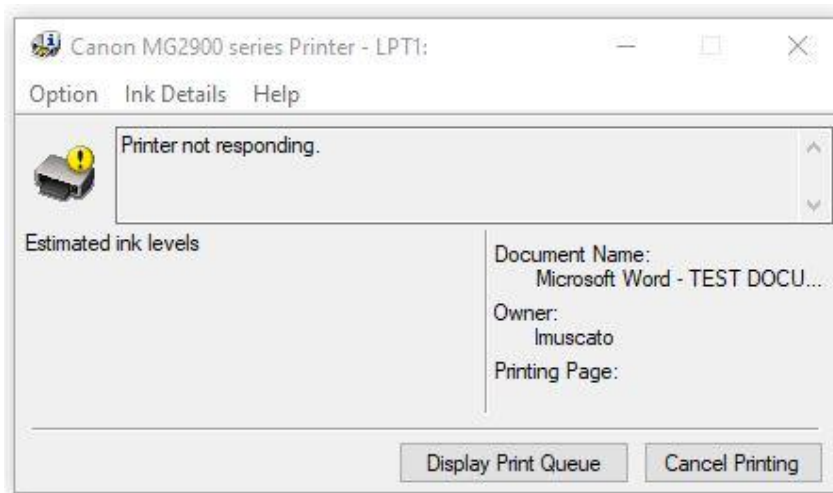 Canon MG2900 series Printer - LPT1:
Option Ink Details Help
Printer not responding.
Estimated ink levels
Document Name:
Microsoft Word - TEST DOCU...
Owner:
lmuscato
Printing Page:
Display Print Queue Cancel Printing